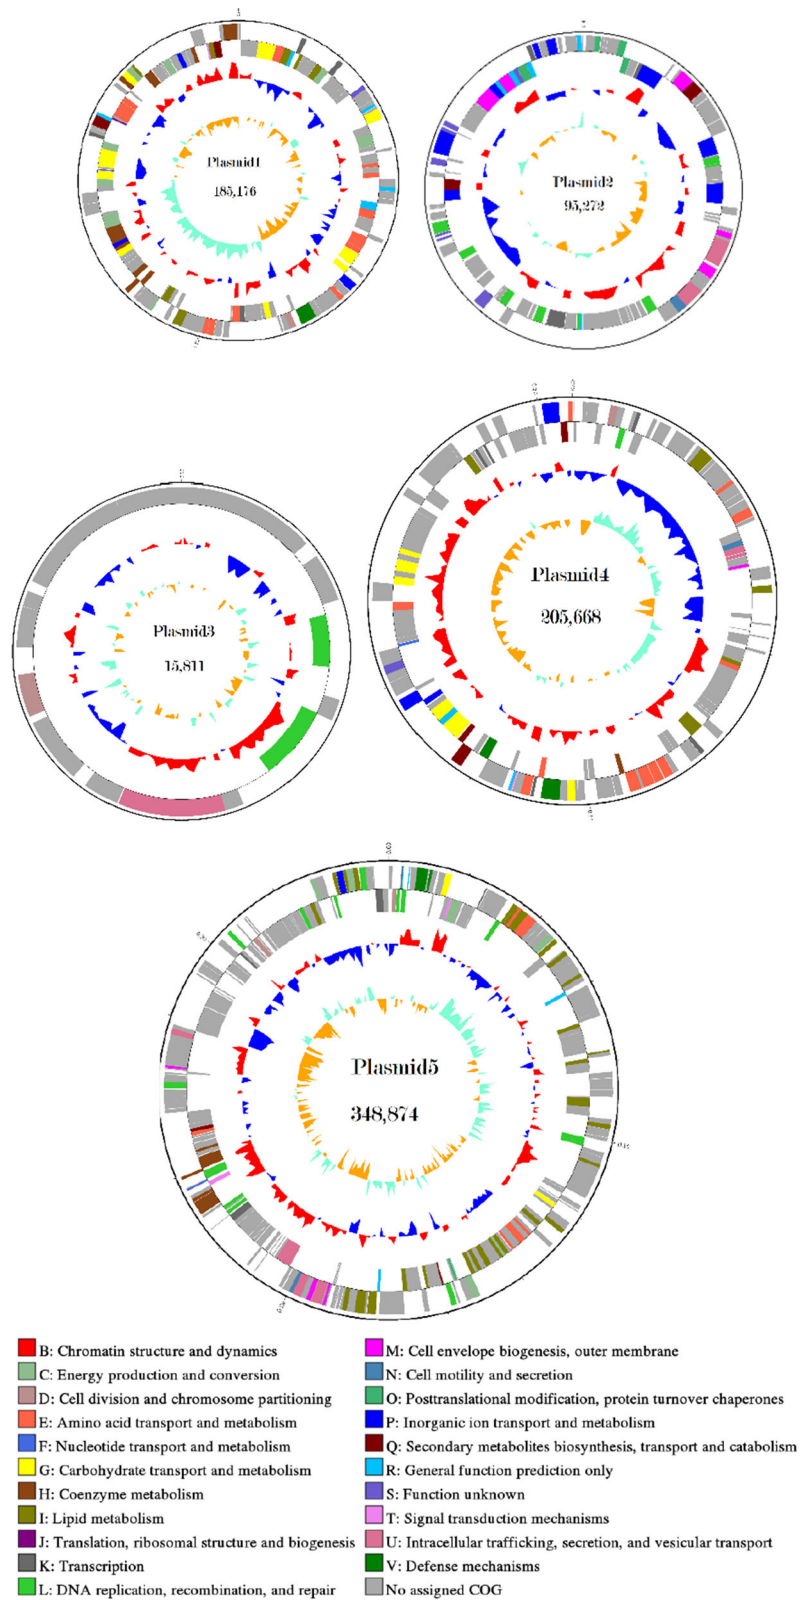 Plasmid1
185,176
Plasmid2
95,272
Plasmid3
15,811
Plasmid4
205,668
Plasmid5
348,874
B: Chromatin structure and dynamics
C: Energy production and conversion
D: Cell division and chromosome partitioning
E: Amino acid transport and metabolism
F: Nucleotide transport and metabolism
G: Carbohydrate transport and metabolism
H: Coenzyme metabolism
I: Lipid metabolism
J: Translation, ribosomal structure and biogenesis
K: Transcription
L: DNA replication, recombination, and repair
M: Cell envelope biogenesis, outer membrane
N: Cell motility and secretion
O: Posttranslational modification, protein turnover chaperones
P: Inorganic ion transport and metabolism
Q: Secondary metabolites biosynthesis, transport and catabolism
R: General function prediction only
S: Function unknown
T: Signal transduction mechanisms
U: Intracellular trafficking, secretion, and vesicular transport
V: Defense mechanisms
No assigned COG